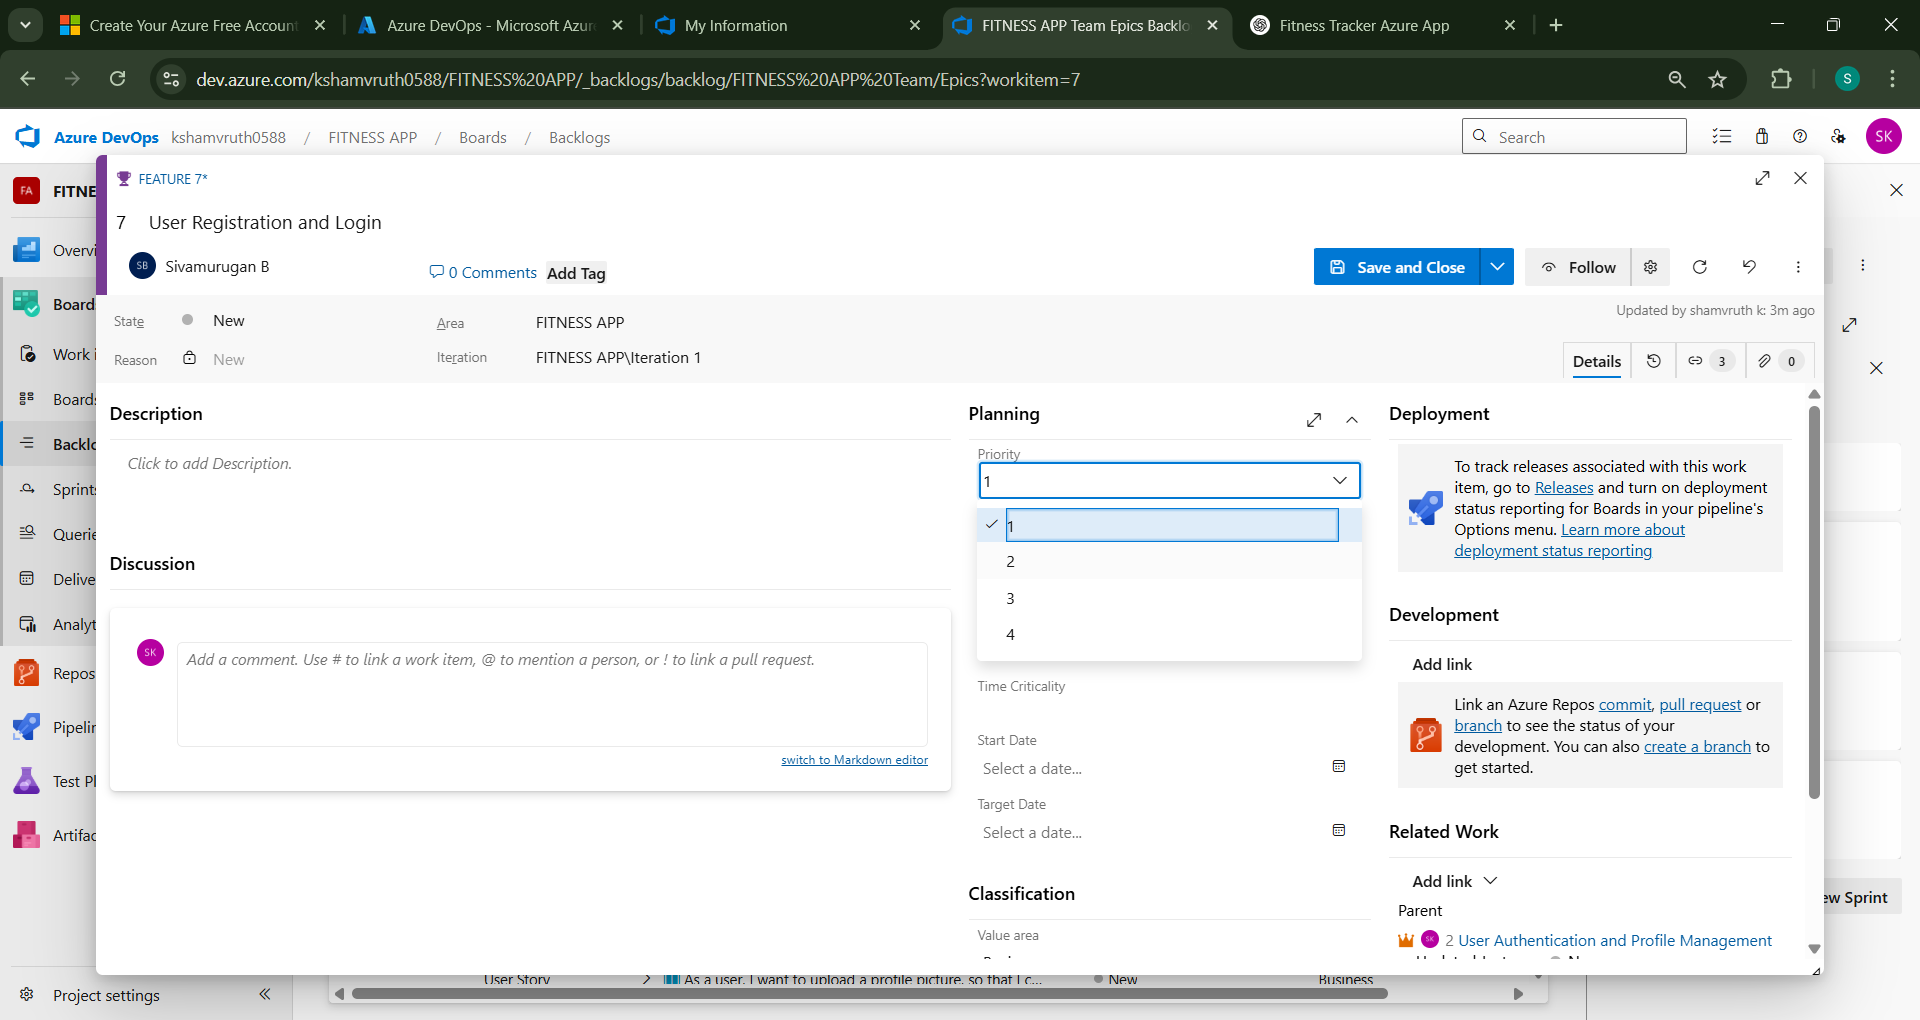 Create Your Azure Free Account
Azure DevOps - Microsoft Azur
My Information
FITNESS APP Team Epics Backlo
Fitness Tracker Azure App
dev.azure.com/kshamvruth0588/FITNESS%20APP/_backlogs/backlog/FITNESS%20APP%20Team/Epics?workitem=7
S
Azure DevOps kshamvruth0588 / FITNESS APP / Boards / Backlogs
Search
SK
FA FITNE
FEATURE 7*
7 User Registration and Login
SB Sivamurugan B
0 Comments Add Tag
Save and Close
Follow
Updated by shamvruth k: 3m ago
State New
Area FITNESS APP
Reason New
Iteration FITNESS APP\Iteration 1
Details
3
0
Overvi
Board
Work i
Board
Backlo
Sprints
Querie
Delive
Analyt
Repos
Pipelin
Test Pl
Artifac
Project settings
Description
Click to add Description.
Discussion
SK
Add a comment. Use # to link a work item, @ to mention a person, or ! to link a pull request.
switch to Markdown editor
Planning
Priority
1
1
2
3
4
Time Criticality
Start Date
Select a date...
Target Date
Select a date...
Classification
Value area
Deployment
To track releases associated with this work
item, go to Releases and turn on deployment
status reporting for Boards in your pipeline's
Options menu. Learn more about
deployment status reporting
Development
Add link
Link an Azure Repos commit, pull request or
branch to see the status of your
development. You can also create a branch to
get started.
Related Work
Add link
Parent
SK 2 User Authentication and Profile Management
ew Sprint
User Story
As a user, I want to upload a profile picture, so that I c...
New
Business